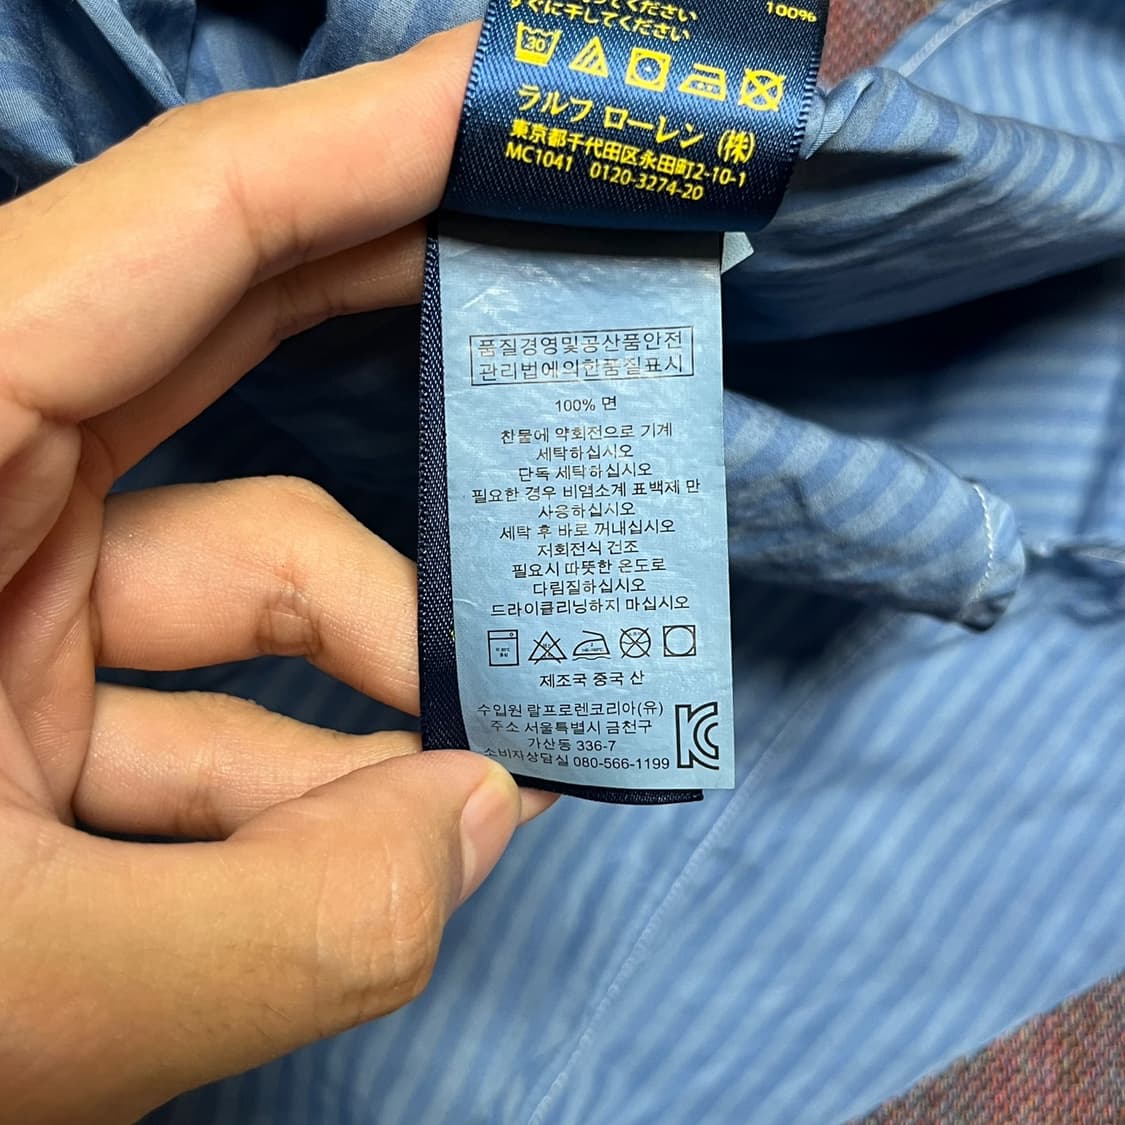 ってください
すぐに干してください
100%
30
ラルフ ローレン (株)
東京都千代田区永田町2-10-1
MC1041 0120-3274-20
품질경영및공산품안전
관리법에의한품질표시
100% 면
찬물에 약회전으로 기계
세탁하십시오
단독 세탁하십시오
필요한 경우 비염소계 표백제 만
사용하십시오
세탁 후 바로 꺼내십시오
저회전식 건조
필요시 따뜻한 온도로
다림질하십시오
드라이클리닝하지 마십시오
제조국 중국 산
수입원 랄프로렌코리아(유)
주소 서울특별시 금천구
가산동 336-7
소비자상담실 080-566-1199
KC